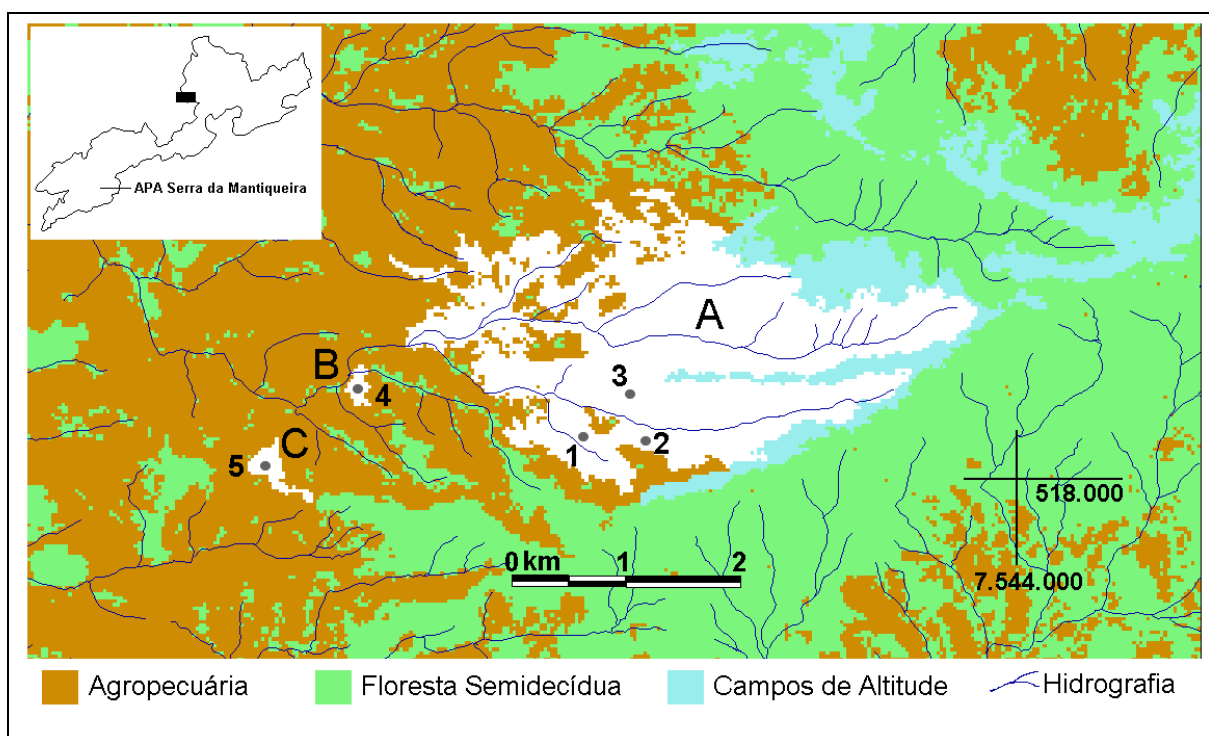 APA Serra da Mantiqueira
A
B
3
4
C
1
2
5
518.000
0 km 1 2
7.544.000
Agropecuária Floresta Semidecídua Campos de Altitude Hidrografia